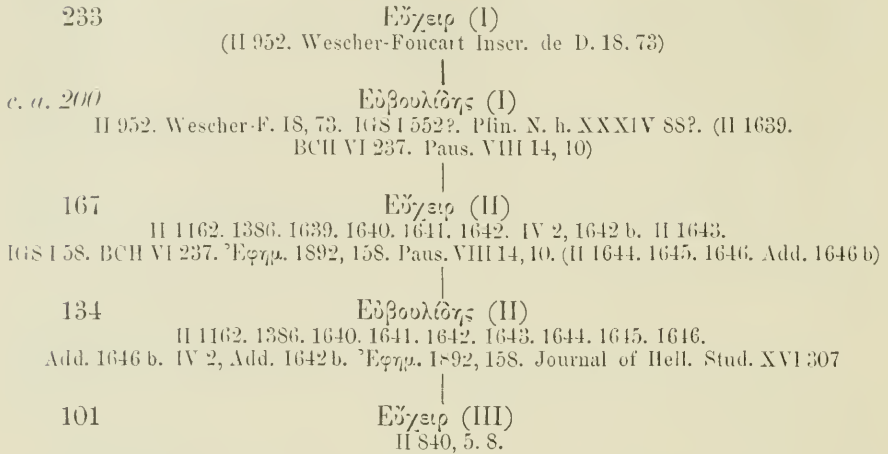 233 Εὔχειρ (I)
(II 952. Wescher-Foucart Inscr. de D. 18. 73)
c. a. 200 Εὐβουλίδης (I)
II 952. Wescher-F. 18, 73. IGS I 552?. Plin. N. h. XXXIV 88?. (II 1639.
BCH VI 237. Paus. VIII 14, 10)
167 Εὔχειρ (II)
II 1162. 1386. 1639. 1640. 1641. 1642. IV 2, 1642 b. II 1643.
IGS I 58. BCH VI 237. Ἐφημ. 1892, 158. Paus. VIII 14, 10. (II 1644. 1645. 1646. Add. 1646 b)
134 Εὐβουλίδης (II)
II 1162. 1386. 1640. 1641. 1642. 1643. 1644. 1645. 1646.
Add. 1646 b. IV 2, Add. 1642 b. Ἐφημ. 1892, 158. Journal of Hell. Stud. XVI 307
101 Εὔχειρ (III)
II 840, 5. 8.